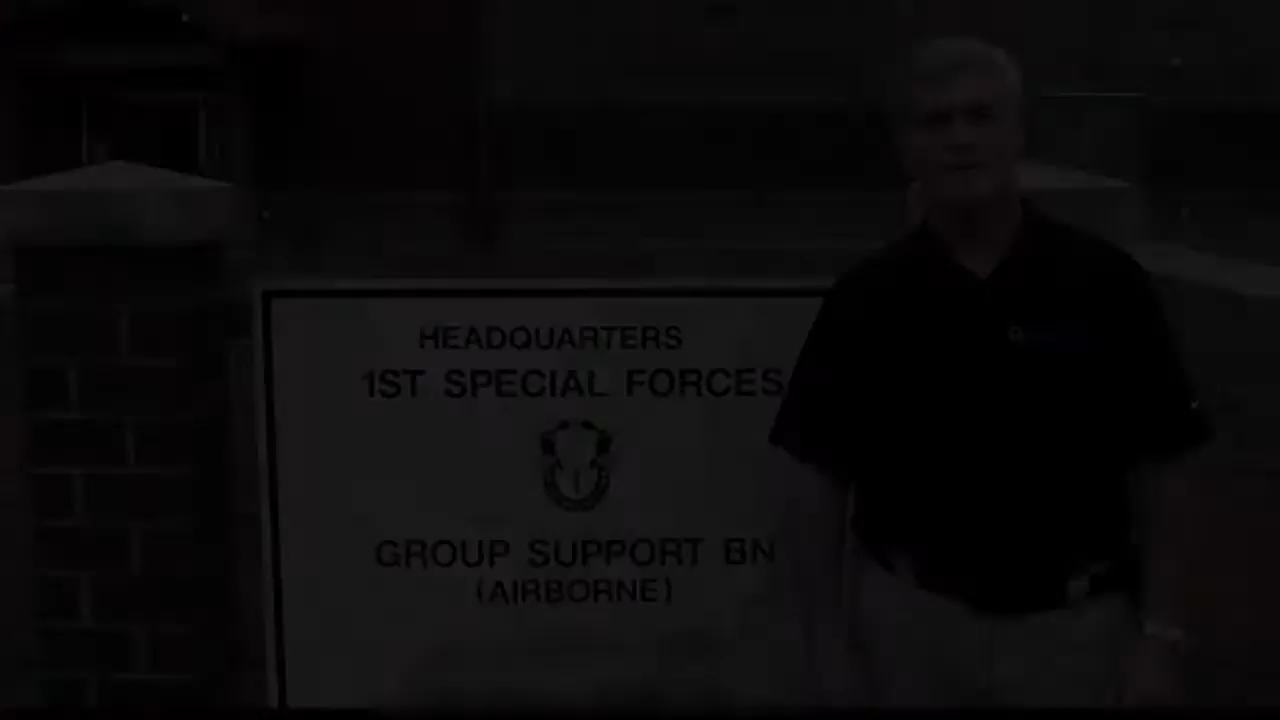 HEADQUARTERS
1ST SPECIAL FORCES
GROUP SUPPORT BN
(AIRBORNE)